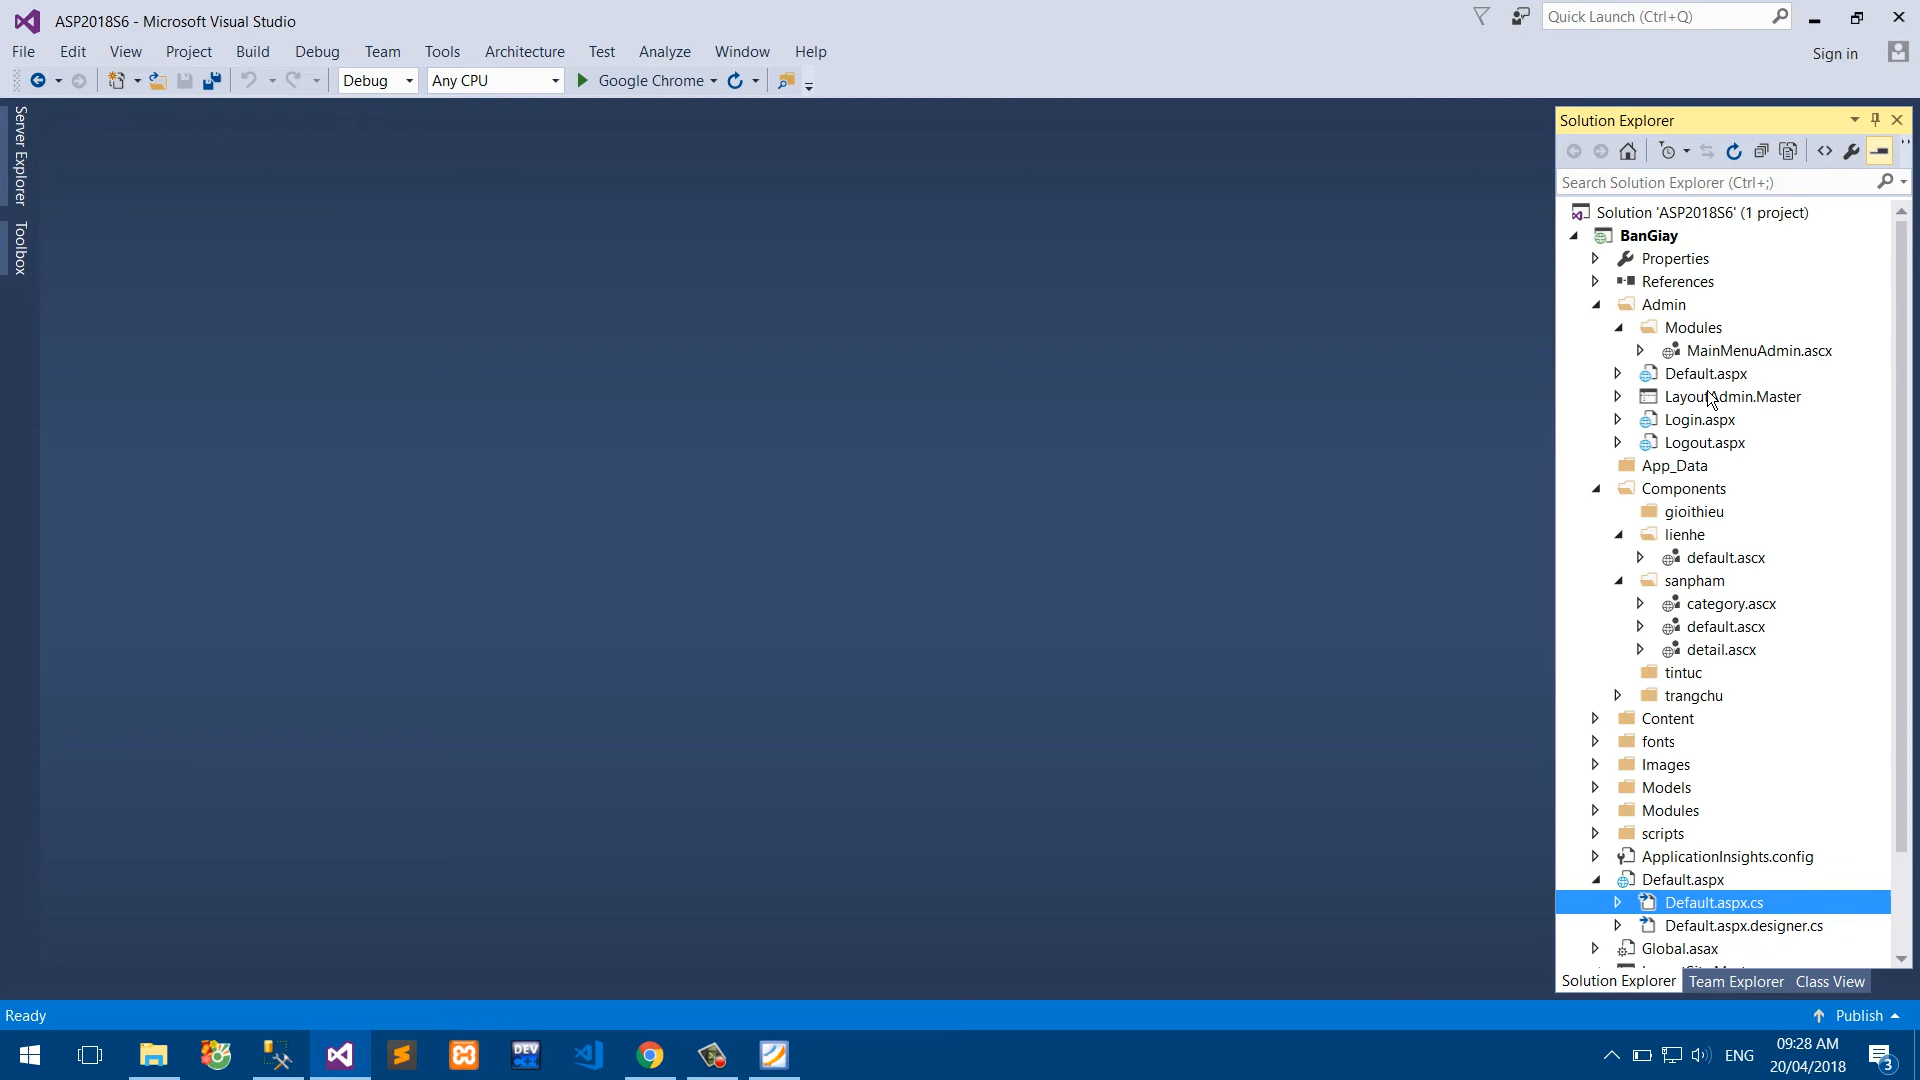 ASP2018S6 - Microsoft Visual Studio
Quick Launch (Ctrl+Q)
File Edit View Project Build Debug Team Tools Architecture Test Analyze Window Help
Sign in
Debug Any CPU Google Chrome
Server Explorer
Toolbox
Solution Explorer
Search Solution Explorer (Ctrl+;)
Solution 'ASP2018S6' (1 project)
BanGiay
Properties
References
Admin
Modules
MainMenuAdmin.ascx
Default.aspx
LayoutAdmin.Master
Login.aspx
Logout.aspx
App_Data
Components
gioithieu
lienhe
default.ascx
sanpham
category.ascx
default.ascx
detail.ascx
tintuc
trangchu
Content
fonts
Images
Models
Modules
scripts
ApplicationInsights.config
Default.aspx
Default.aspx.cs
Default.aspx.designer.cs
Global.asax
Solution Explorer Team Explorer Class View
Ready
Publish
DEV
ENG
09:28 AM
20/04/2018
3